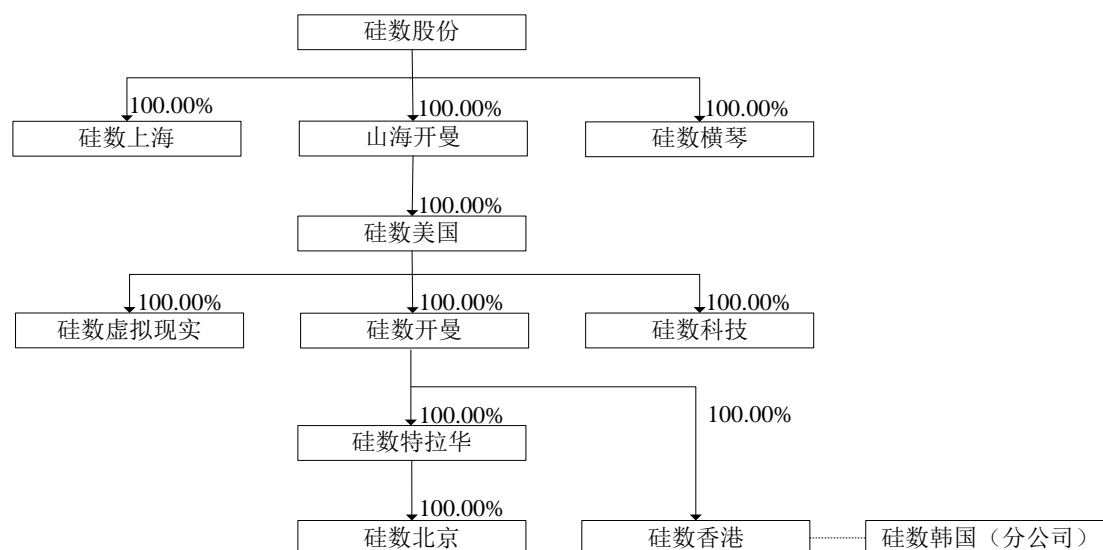 硅数股份
100.00%
100.00%
100.00%
硅数上海
山海开曼
硅数横琴
100.00%
硅数美国
100.00%
100.00%
100.00%
硅数虚拟现实
硅数开曼
硅数科技
100.00%
100.00%
硅数特拉华
100.00%
硅数北京
硅数香港
硅数韩国（分公司）